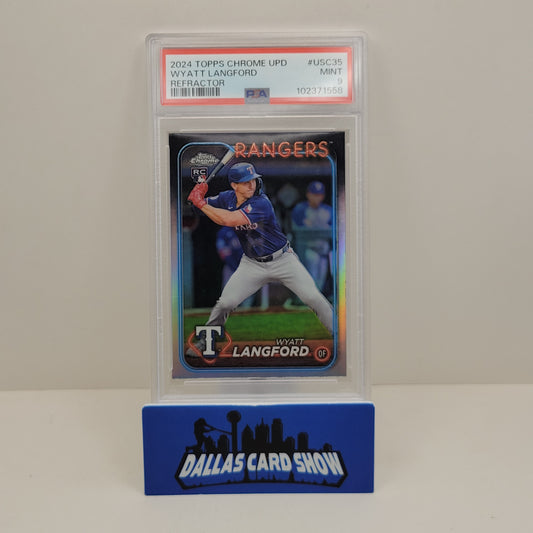 2024 TOPPS CHROME UPD #USC35
WYATT LANGFORD MINT
REFRACTOR 9
102371558
PSA
RANGERS
Topps Chrome
RC
T
WYATT
LANGFORD OF
DALLAS CARD SHOW